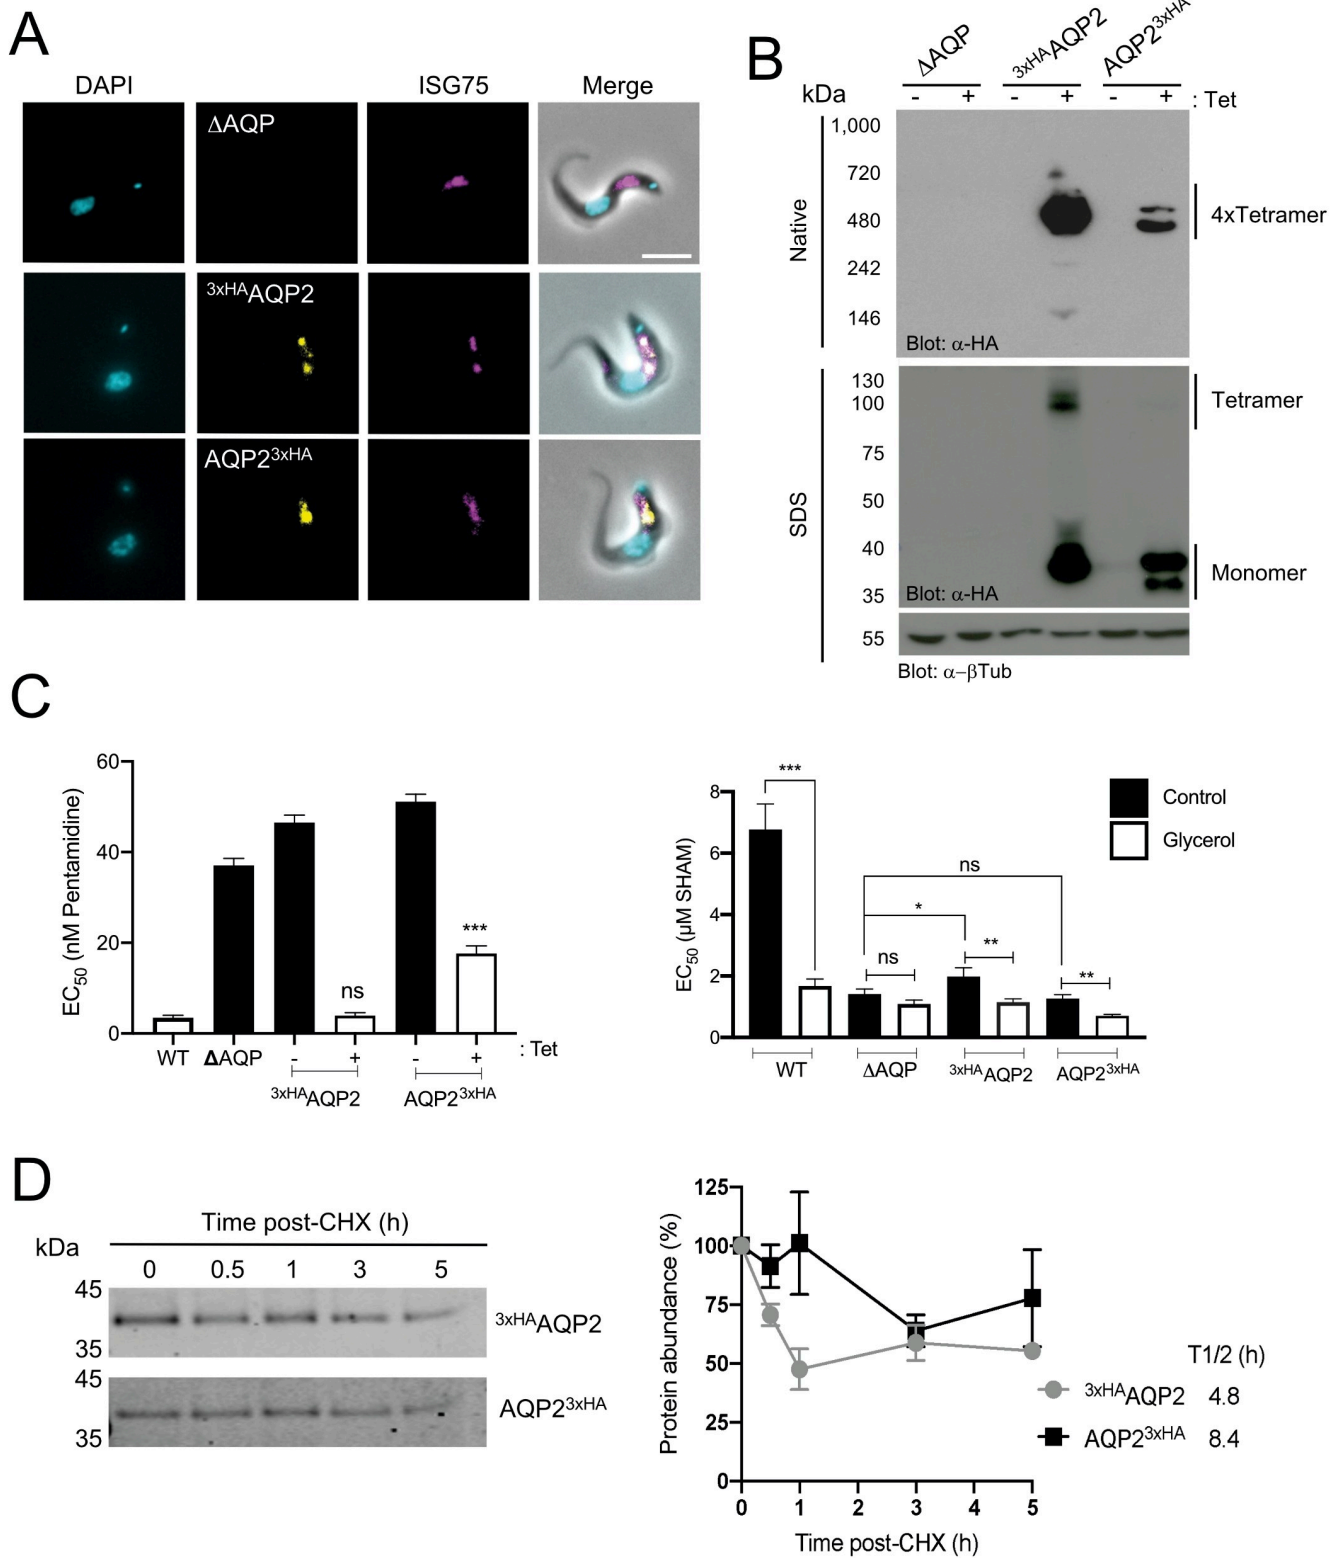 A
DAPI
ISG75
Merge
ΔAQP
3xHAAQP2
AQP23xHA
B
ΔAQP
3xHAAQP2
AQP23xHA
kDa
- + - + - + : Tet
1,000
720
480
242
146
Native
4xTetramer
Blot: α-HA
130
100
75
50
40
35
SDS
Tetramer
Monomer
Blot: α-HA
55
Blot: α-βTub
C
EC50 (nM Pentamidine)
60
40
20
0
ns
***
WT ΔAQP - + - + : Tet
3xHAAQP2 AQP23xHA
EC50 (µM SHAM)
8
6
4
2
0
***
ns
*
ns
**
**
Control
Glycerol
WT ΔAQP 3xHAAQP2 AQP23xHA
D
Time post-CHX (h)
kDa
0 0.5 1 3 5
45
35
3xHAAQP2
45
35
AQP23xHA
Protein abundance (%)
125
100
75
50
25
0
0 1 2 3 4 5
Time post-CHX (h)
T1/2 (h)
3xHAAQP2 4.8
AQP23xHA 8.4